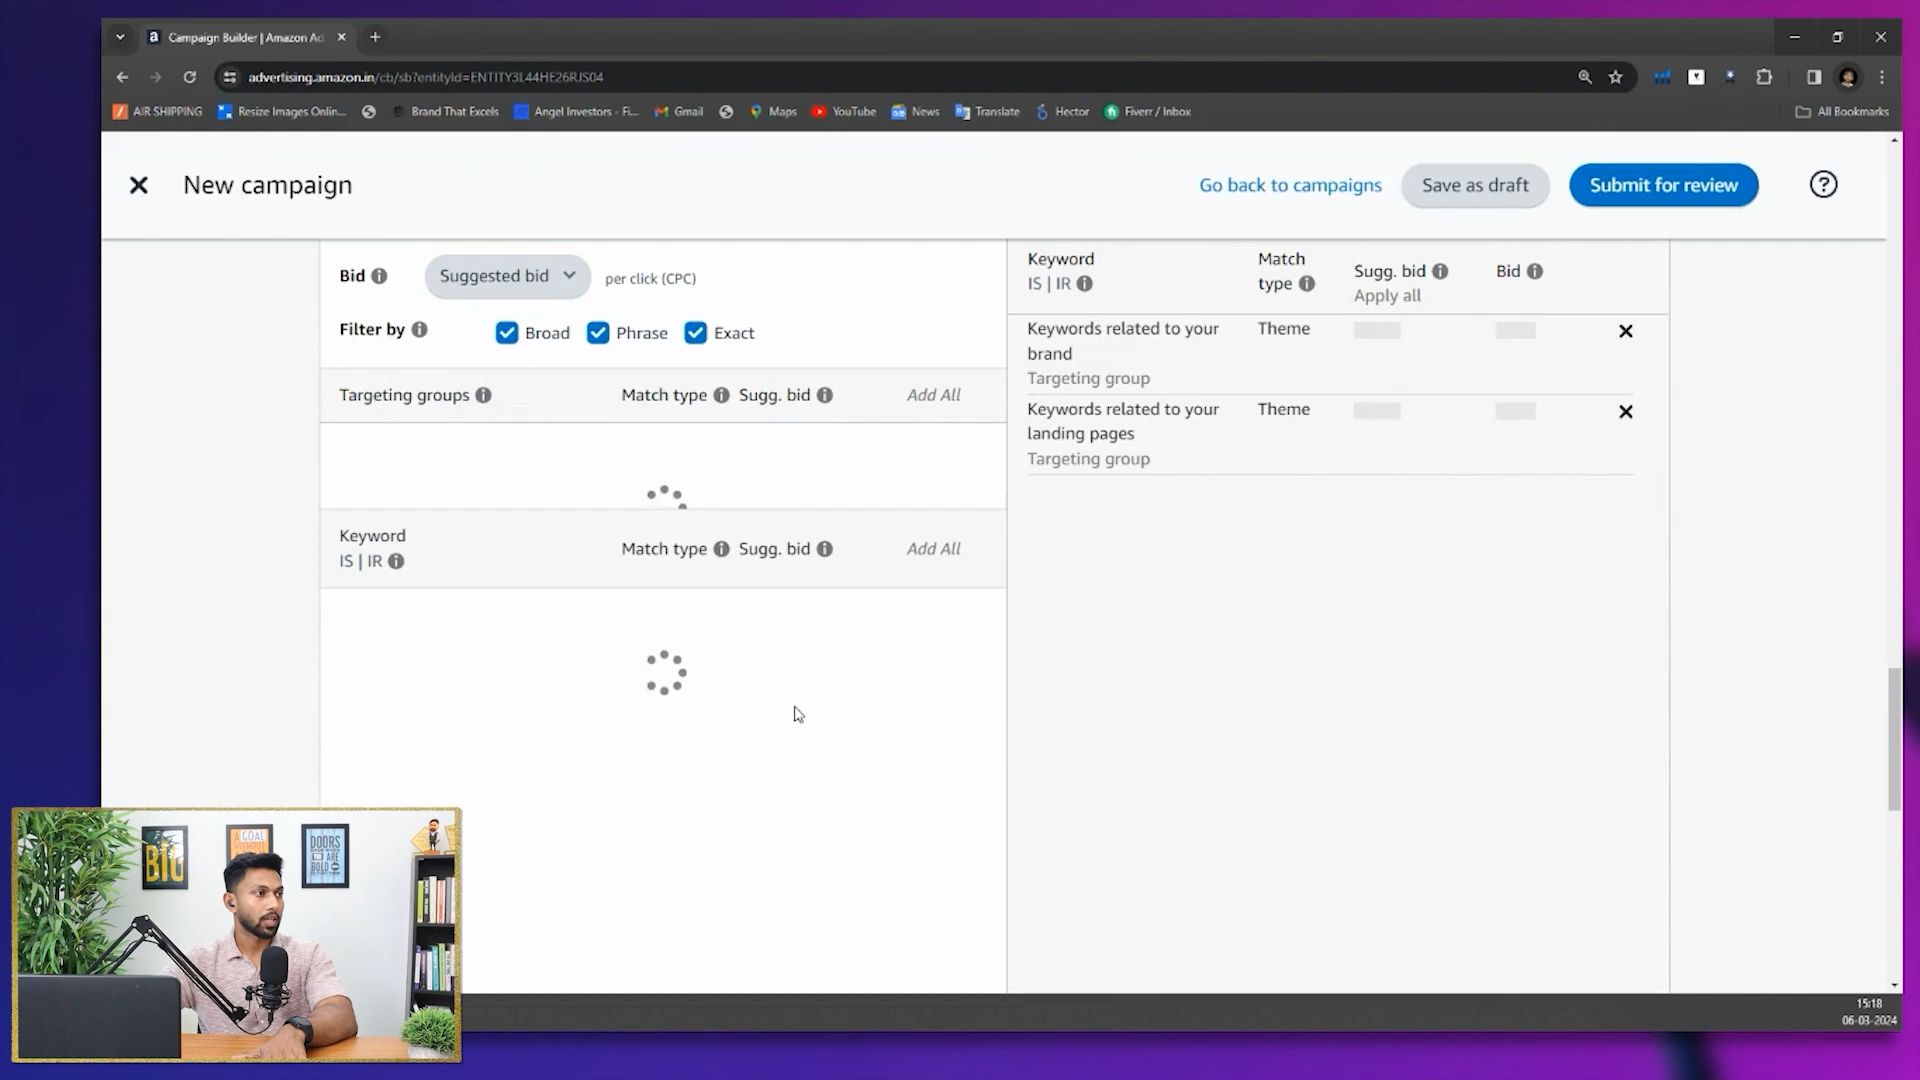 Campaign Builder | Amazon Ad
advertising.amazon.in/cb/sb?entityId=ENTITY3L44HE26RJS04
AIR SHIPPING
Resize Images Onlin...
Brand That Excels
Angel Investors - Fi...
Gmail
Maps
YouTube
News
Translate
Hector
Fiverr / Inbox
All Bookmarks
New campaign
Go back to campaigns
Save as draft
Submit for review
Bid
Suggested bid
per click (CPC)
Filter by
Broad
Phrase
Exact
Targeting groups
Match type
Sugg. bid
Add All
Keyword
IS | IR
Match type
Sugg. bid
Add All
Keyword
IS | IR
Match
type
Sugg. bid
Apply all
Bid
Keywords related to your
brand
Targeting group
Theme
Keywords related to your
landing pages
Targeting group
Theme
BIG
A GOAL
WITHOUT
DOORS
BOLD
15:18
06-03-2024